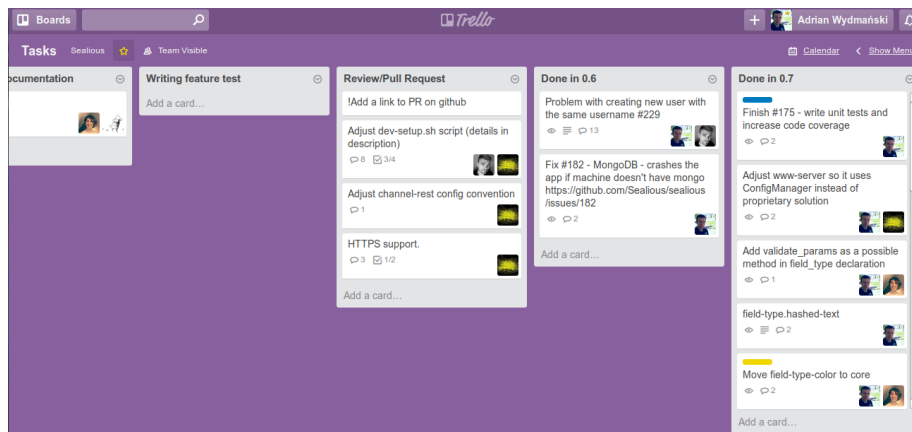 Boards
Trello
+
Adrian Wydmański
Tasks
Sealious
Team Visible
Calendar
Show Menu
ocumentation
Writing feature test
Add a card...
Review/Pull Request
!Add a link to PR on github
Adjust dev-setup.sh script (details in
description)
8
3/4
Adjust channel-rest config convention
1
HTTPS support.
3
1/2
Add a card...
Done in 0.6
Problem with creating new user with
the same username #229
13
Fix #182 - MongoDB - crashes the
app if machine doesn't have mongo
https://github.com/Sealious/sealious
/issues/182
2
Add a card...
Done in 0.7
Finish #175 - write unit tests and
increase code coverage
2
Adjust www-server so it uses
ConfigManager instead of
proprietary solution
2
Add validate_params as a possible
method in field_type declaration
1
field-type.hashed-text
2
Move field-type-color to core
2
Add a card...